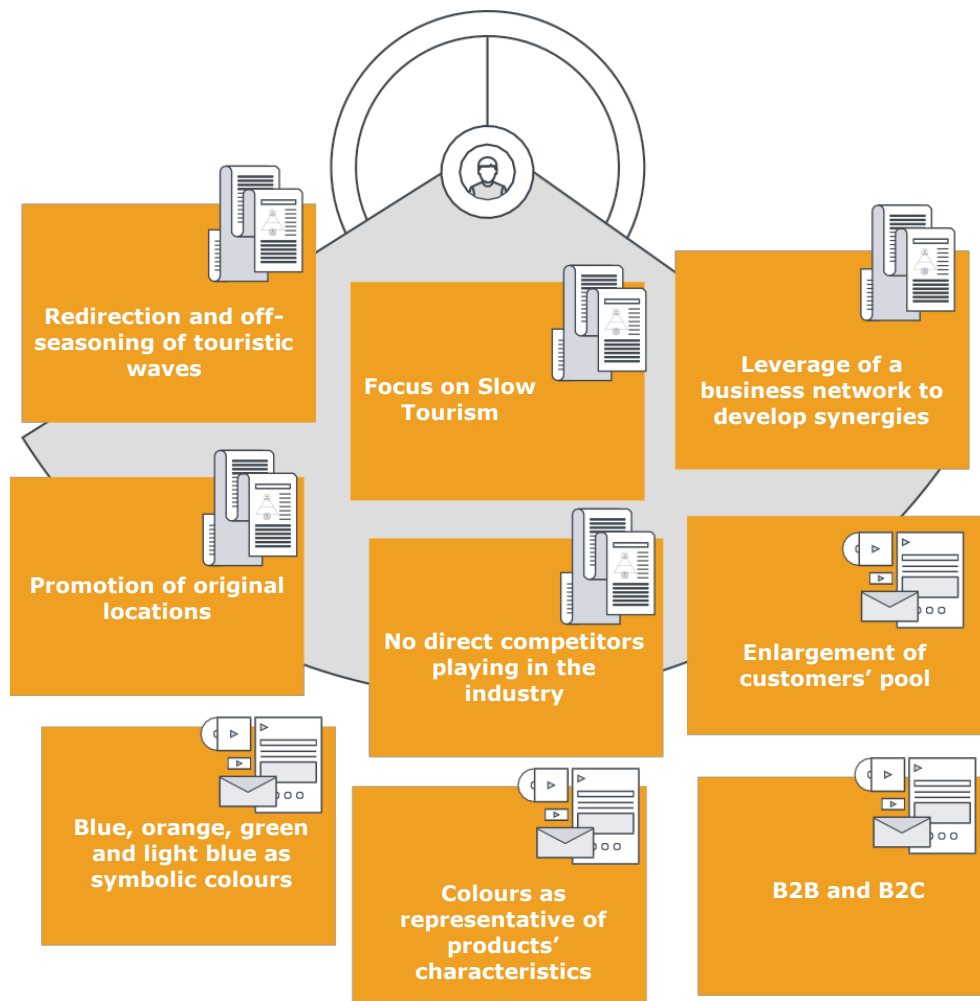 Redirection and off-
seasoning of touristic
waves
Focus on Slow
Tourism
Leverage of a
business network to
develop synergies
Promotion of original
locations
No direct competitors
playing in the
industry
Enlargement of
customers’ pool
Blue, orange, green
and light blue as
symbolic colours
Colours as
representative of
products’
characteristics
B2B and B2C